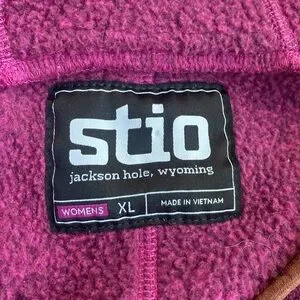 stio
jackson hole, wyoming
WOMENS XL MADE IN VIETNAM